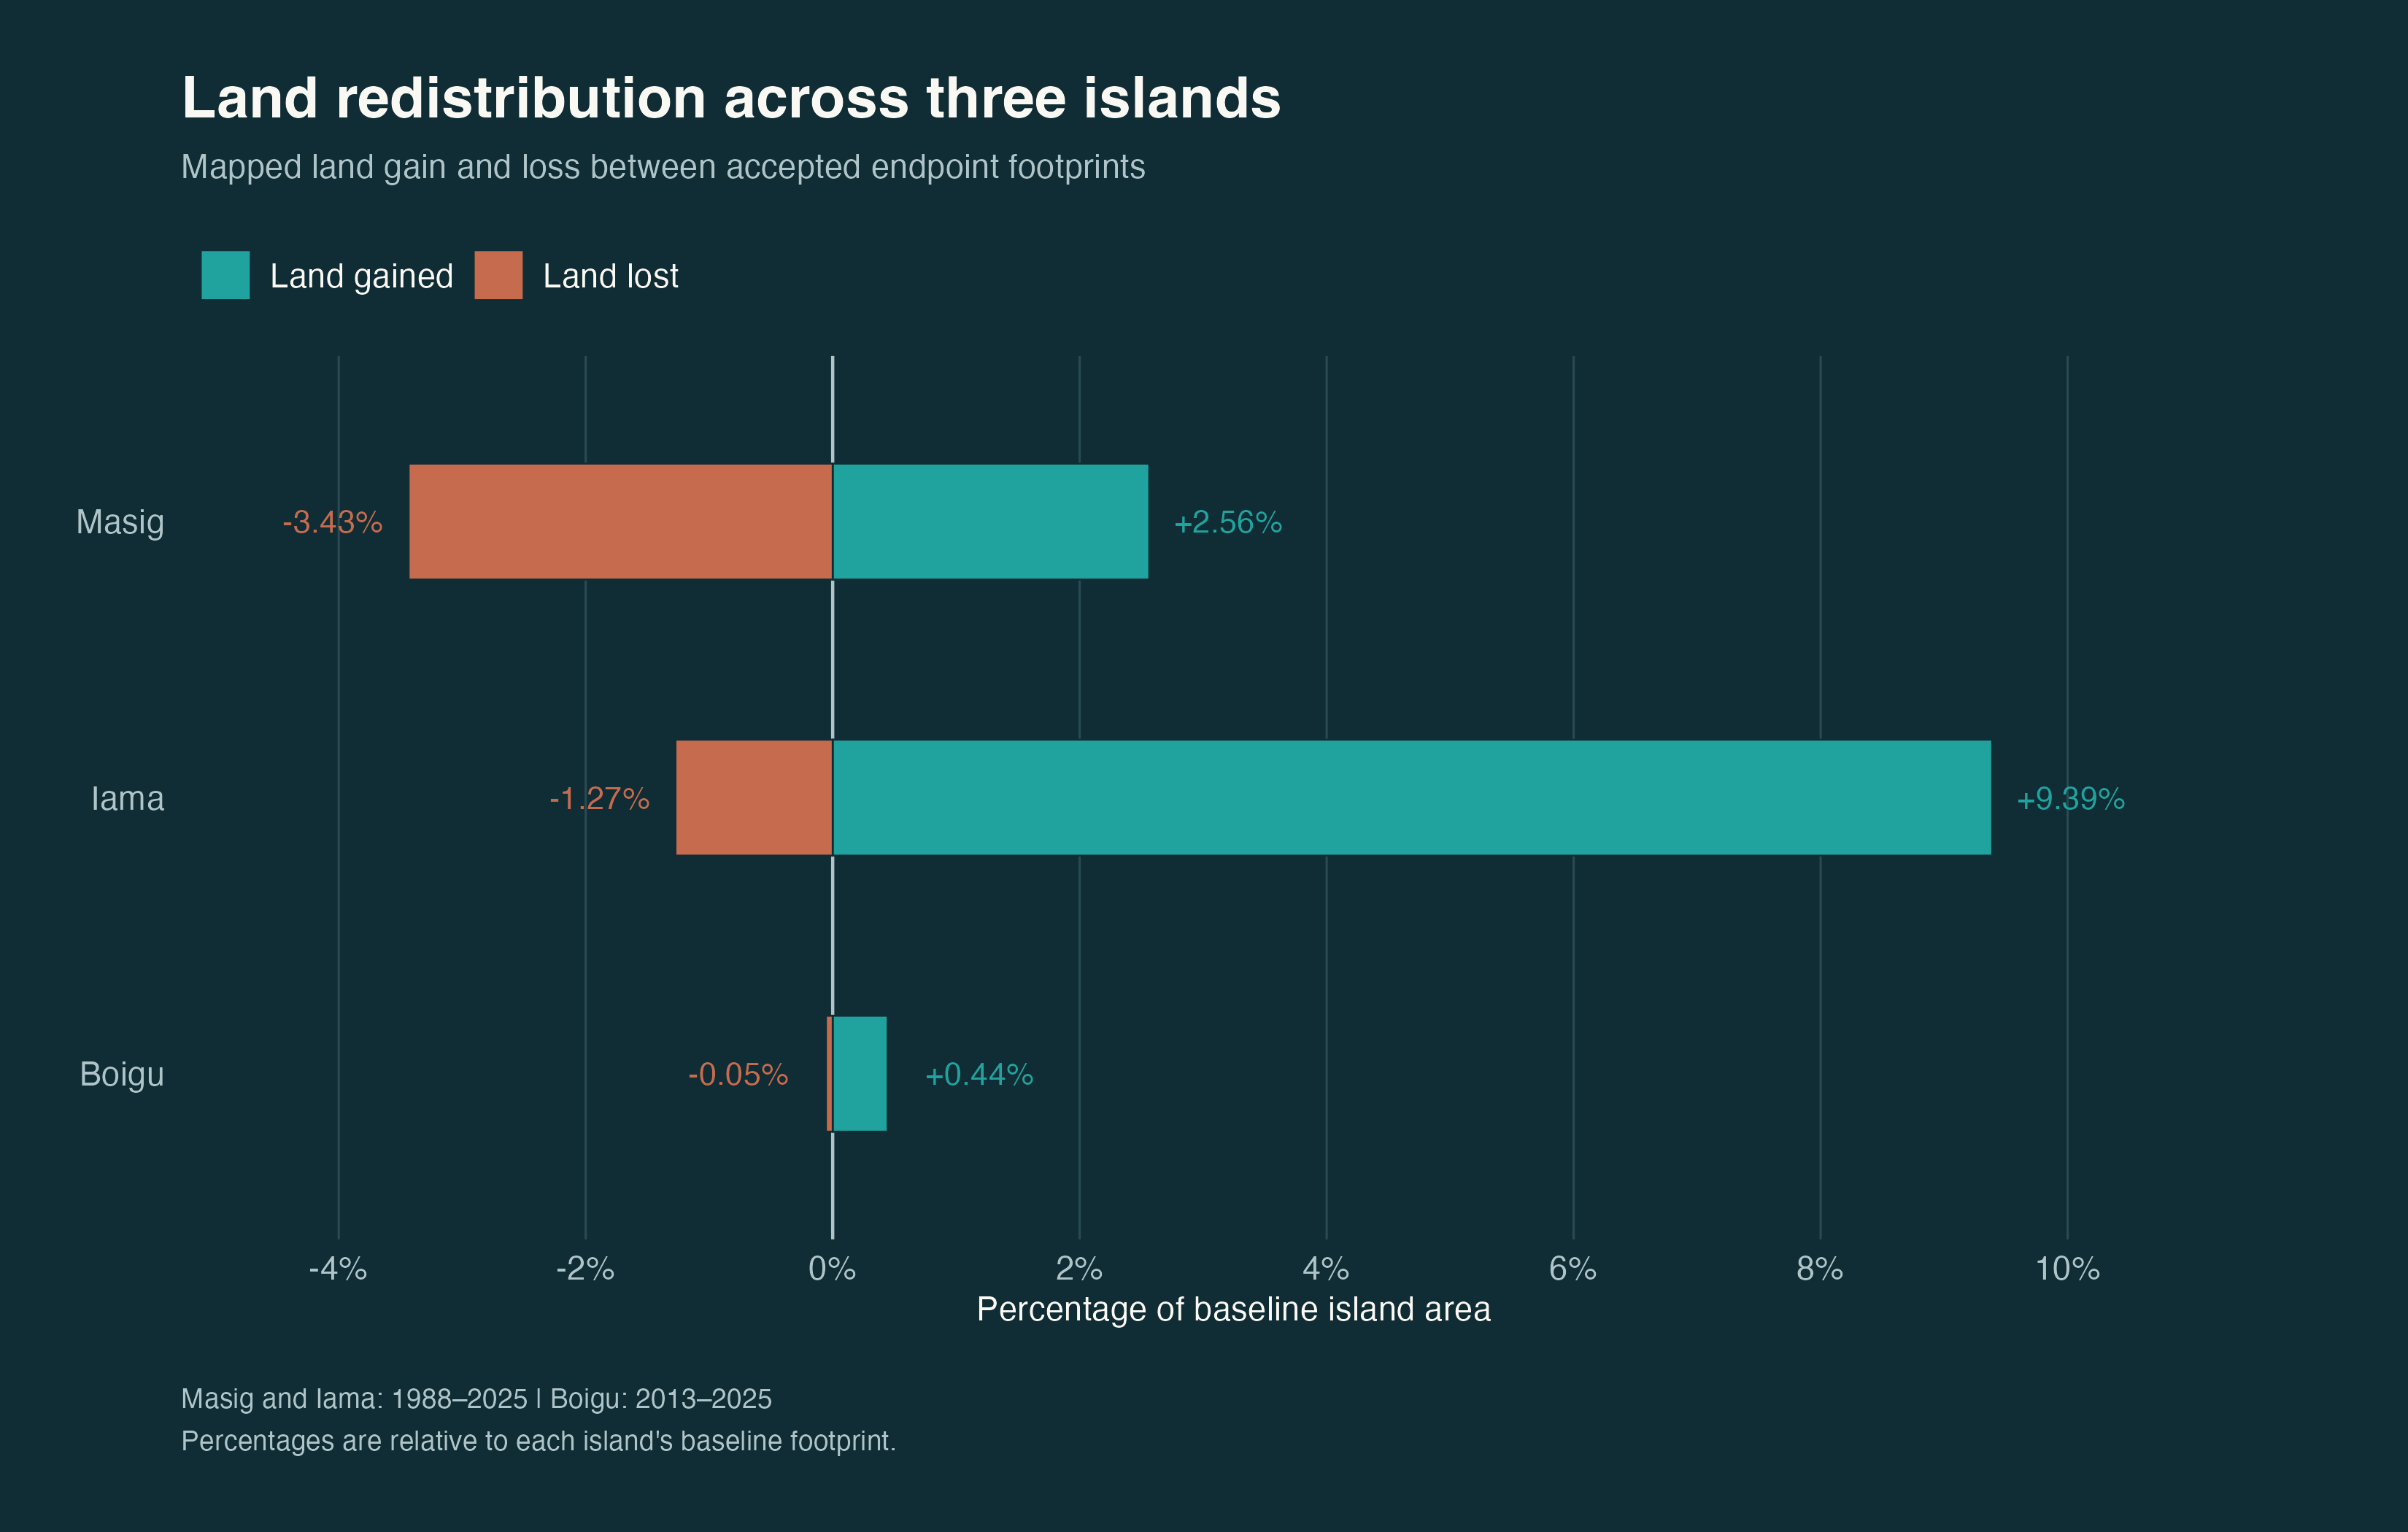 Land redistribution across three islands
Mapped land gain and loss between accepted endpoint footprints
Land gained Land lost
Masig -3.43% +2.56%
Iama -1.27% +9.39%
Boigu -0.05% +0.44%
-4% -2% 0% 2% 4% 6% 8% 10%
Percentage of baseline island area
Masig and Iama: 1988–2025 | Boigu: 2013–2025
Percentages are relative to each island's baseline footprint.